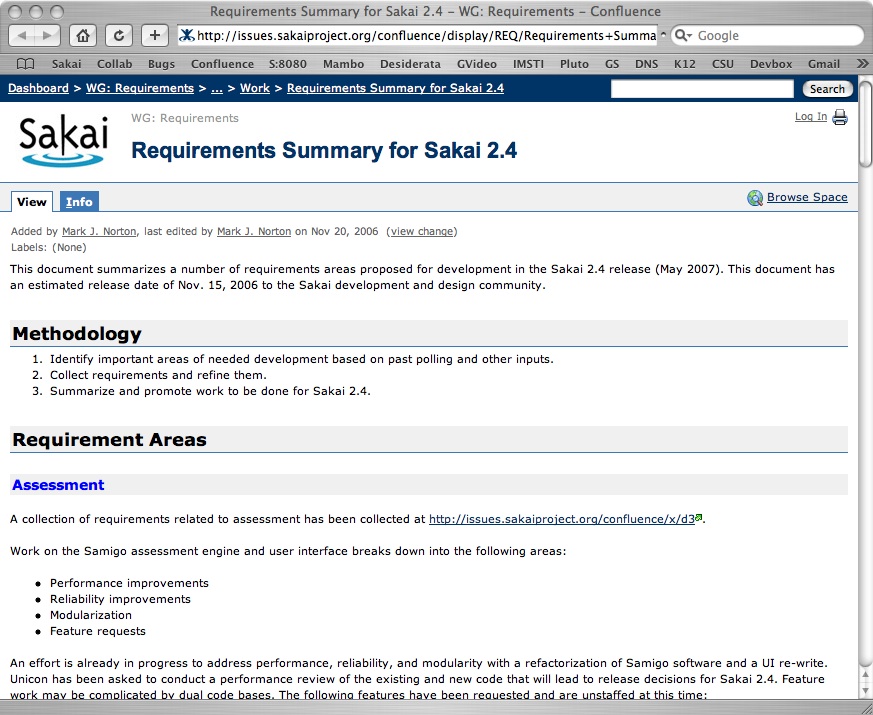 Requirements Summary for Sakai 2.4 – WG: Requirements – Confluence
http://issues.sakaiproject.org/confluence/display/REQ/Requirements+Summa
Google
Sakai Collab Bugs Confluence S:8080 Mambo Desiderata GVideo IMSTI Pluto GS DNS K12 CSU Devbox Gmail »
Dashboard > WG: Requirements > ... > Work > Requirements Summary for Sakai 2.4 Search
Sakai
WG: Requirements
Log In
Requirements Summary for Sakai 2.4
View Info Browse Space
Added by Mark J. Norton, last edited by Mark J. Norton on Nov 20, 2006 (view change)
Labels: (None)
This document summarizes a number of requirements areas proposed for development in the Sakai 2.4 release (May 2007). This document has
an estimated release date of Nov. 15, 2006 to the Sakai development and design community.
Methodology
1. Identify important areas of needed development based on past polling and other inputs.
2. Collect requirements and refine them.
3. Summarize and promote work to be done for Sakai 2.4.
Requirement Areas
Assessment
A collection of requirements related to assessment has been collected at http://issues.sakaiproject.org/confluence/x/d3.
Work on the Samigo assessment engine and user interface breaks down into the following areas:
• Performance improvements
• Reliability improvements
• Modularization
• Feature requests
An effort is already in progress to address performance, reliability, and modularity with a refactorization of Samigo software and a UI re-write.
Unicon has been asked to conduct a performance review of the existing and new code that will lead to release decisions for Sakai 2.4. Feature
work may be complicated by dual code bases. The following features have been requested and are unstaffed at this time: